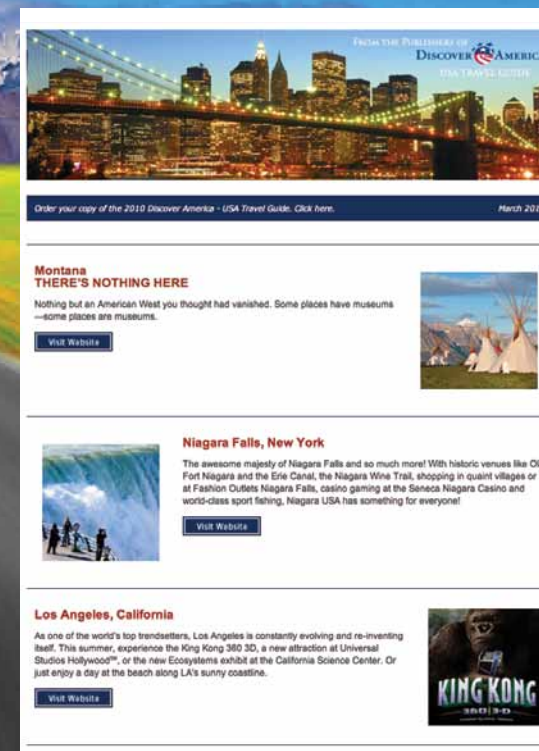 FROM THE PUBLISHERS OF
DISCOVER AMERIC
USA TRAVEL GUIDE
Order your copy of the 2010 Discover America - USA Travel Guide. Click here.
March 201
Montana
THERE'S NOTHING HERE
Nothing but an American West you thought had vanished. Some places have museums
—some places are museums.
Visit Website
Niagara Falls, New York
The awesome majesty of Niagara Falls and so much more! With historic venues like Ol
Fort Niagara and the Erie Canal, the Niagara Wine Trail, shopping in quaint villages or
at Fashion Outlets Niagara Falls, casino gaming at the Seneca Niagara Casino and
world-class sport fishing, Niagara USA has something for everyone!
Visit Website
Los Angeles, California
As one of the world's top trendsetters, Los Angeles is constantly evolving and re-inventing
itself. This summer, experience the King Kong 360 3D, a new attraction at Universal
Studios Hollywood℠, or the new Ecosystems exhibit at the California Science Center. Or
just enjoy a day at the beach along LA's sunny coastline.
Visit Website
KING KONG
360 3-D